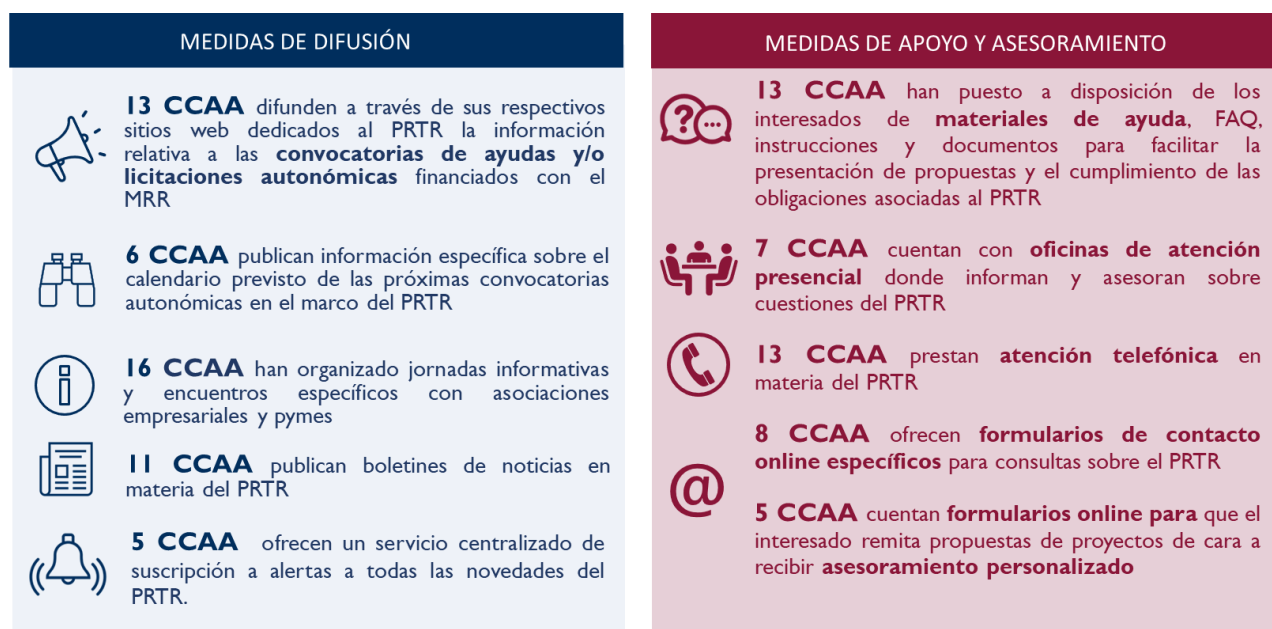 MEDIDAS DE DIFUSIÓN
13 CCAA difunden a través de sus respectivos
sitios web dedicados al PRTR la información
relativa a las convocatorias de ayudas y/o
licitaciones autonómicas financiados con el
MRR
6 CCAA publican información específica sobre el
calendario previsto de las próximas convocatorias
autonómicas en el marco del PRTR
16 CCAA han organizado jornadas informativas
y encuentros específicos con asociaciones
empresariales y pymes
11 CCAA publican boletines de noticias en
materia del PRTR
5 CCAA ofrecen un servicio centralizado de
suscripción a alertas a todas las novedades del
PRTR.
MEDIDAS DE APOYO Y ASESORAMIENTO
13 CCAA han puesto a disposición de los
interesados de materiales de ayuda, FAQ,
instrucciones y documentos para facilitar la
presentación de propuestas y el cumplimiento de las
obligaciones asociadas al PRTR
7 CCAA cuentan con oficinas de atención
presencial donde informan y asesoran sobre
cuestiones del PRTR
13 CCAA prestan atención telefónica en
materia del PRTR
8 CCAA ofrecen formularios de contacto
online específicos para consultas sobre el PRTR
@
5 CCAA cuentan formularios online para que el
interesado remita propuestas de proyectos de cara a
recibir asesoramiento personalizado